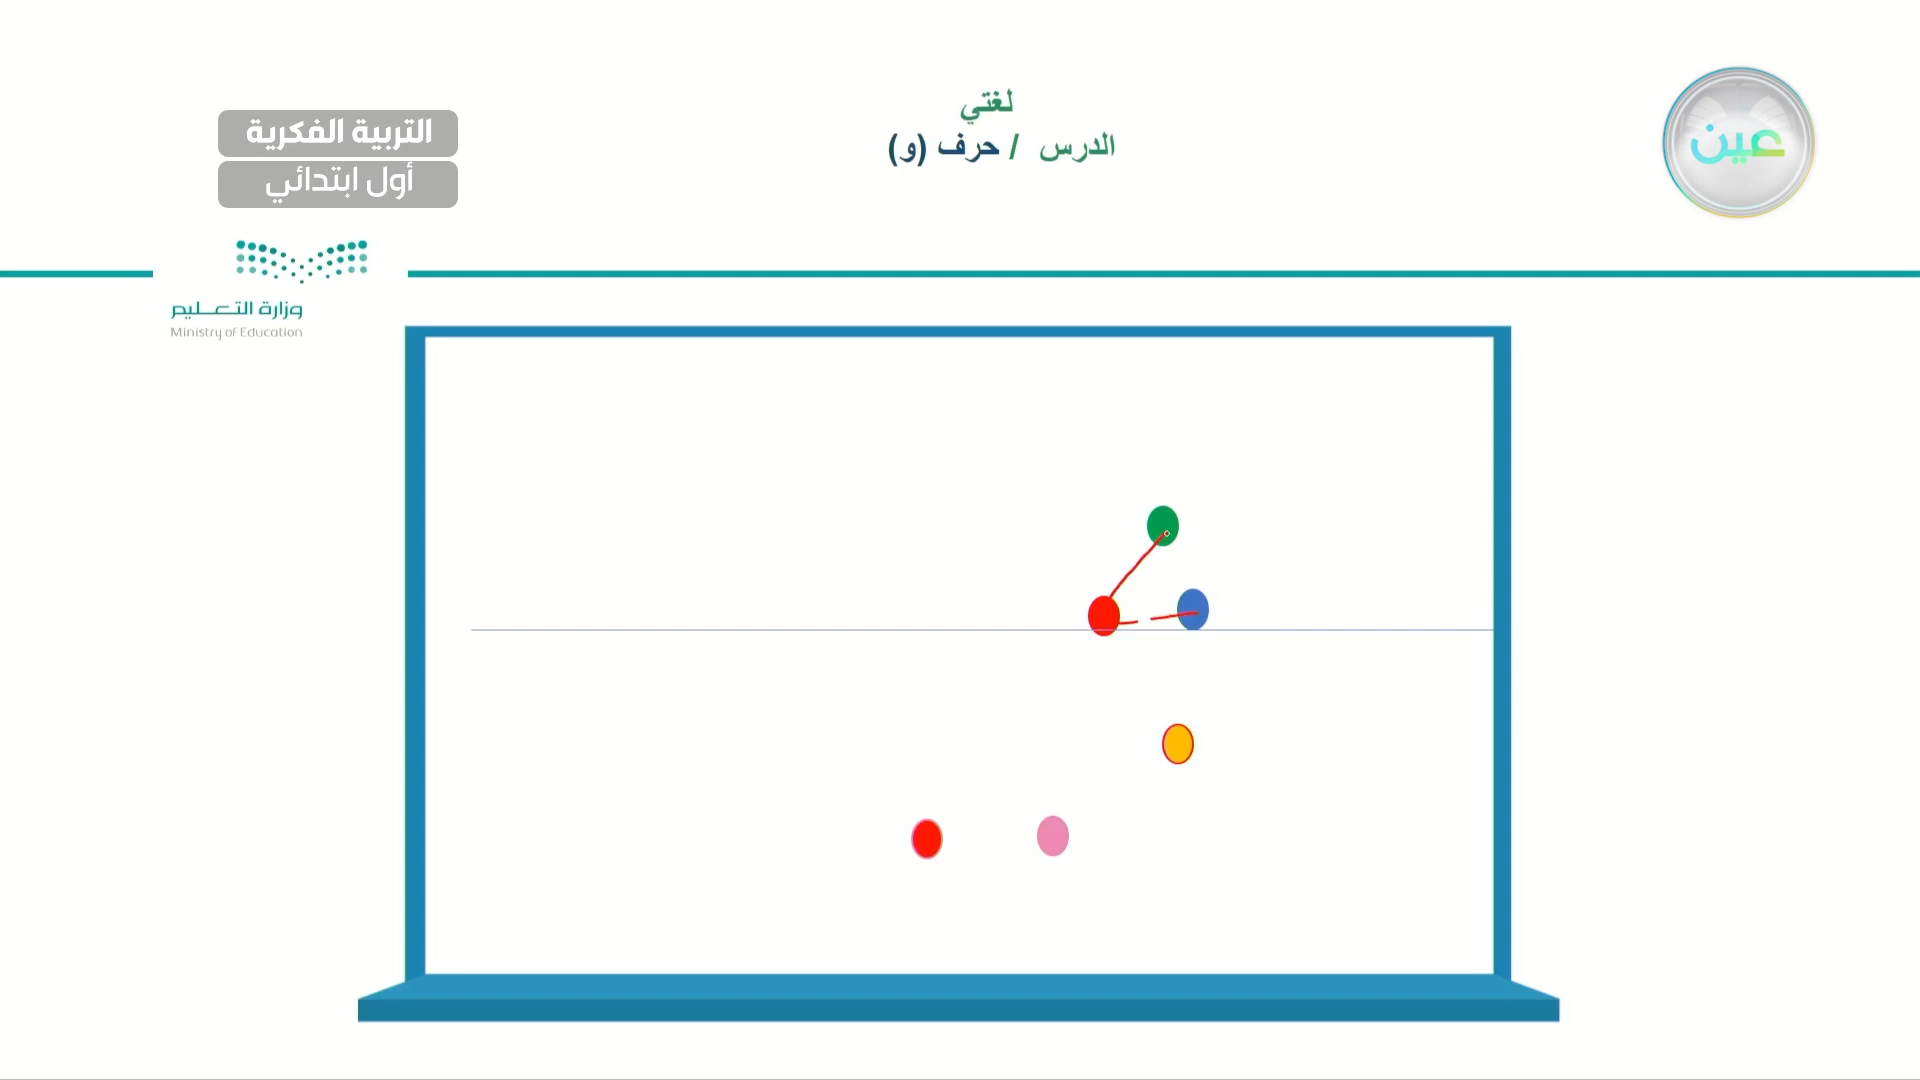 لغتي
الدرس / حرف (و)
عين
التربية الفكرية
أول ابتدائي
وزارة التعليم
Ministry of Education